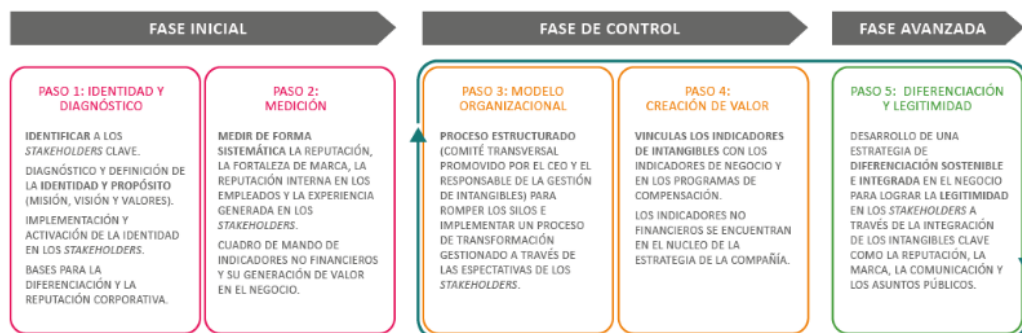 FASE INICIAL
FASE DE CONTROL
FASE AVANZADA
PASO 1: IDENTIDAD Y
DIAGNÓSTICO
IDENTIFICAR A LOS
STAKEHOLDERS CLAVE.
DIAGNÓSTICO Y DEFINICIÓN DE
LA IDENTIDAD Y PROPÓSITO
(MISIÓN, VISIÓN Y VALORES).
IMPLEMENTACIÓN Y
ACTIVACIÓN DE LA IDENTIDAD
EN LOS STAKEHOLDERS.
BASES PARA LA
DIFERENCIACIÓN Y LA
REPUTACIÓN CORPORATIVA.
PASO 2:
MEDICIÓN
MEDIR DE FORMA
SISTEMÁTICA LA REPUTACIÓN,
LA FORTALEZA DE MARCA, LA
REPUTACIÓN INTERNA EN LOS
EMPLEADOS Y LA EXPERIENCIA
GENERADA EN LOS
STAKEHOLDERS.
CUADRO DE MANDO DE
INDICADORES NO FINANCIEROS
Y SU GENERACIÓN DE VALOR
EN EL NEGOCIO.
PASO 3: MODELO
ORGANIZACIONAL
PROCESO ESTRUCTURADO
(COMITÉ TRANSVERSAL
PROMOVIDO POR EL CEO Y EL
RESPONSABLE DE LA GESTIÓN
DE INTANGIBLES) PARA
ROMPER LOS SILOS E
IMPLEMENTAR UN PROCESO
DE TRANSFORMACIÓN
GESTIONADO A TRAVÉS DE
LAS ESPECTATIVAS DE LOS
STAKEHOLDERS.
PASO 4:
CREACIÓN DE VALOR
VINCULAS LOS INDICADORES
DE INTANGIBLES CON LOS
INDICADORES DE NEGOCIO Y
EN LOS PROGRAMAS DE
COMPENSACIÓN.
LOS INDICADORES NO
FINANCIEROS SE ENCUENTRAN
EN EL NUCLEO DE LA
ESTRATEGIA DE LA COMPAÑÍA.
PASO 5: DIFERENCIACIÓN
Y LEGITIMIDAD
DESARROLLO DE UNA
ESTRATEGIA DE
DIFERENCIACIÓN SOSTENIBLE
E INTEGRADA EN EL NEGOCIO
PARA LOGRAR LA LEGITIMIDAD
EN LOS STAKEHOLDERS A
TRAVÉS DE LA INTEGRACIÓN
DE LOS INTANGIBLES CLAVE
COMO LA REPUTACIÓN, LA
MARCA, LA COMUNICACIÓN Y
LOS ASUNTOS PÚBLICOS.